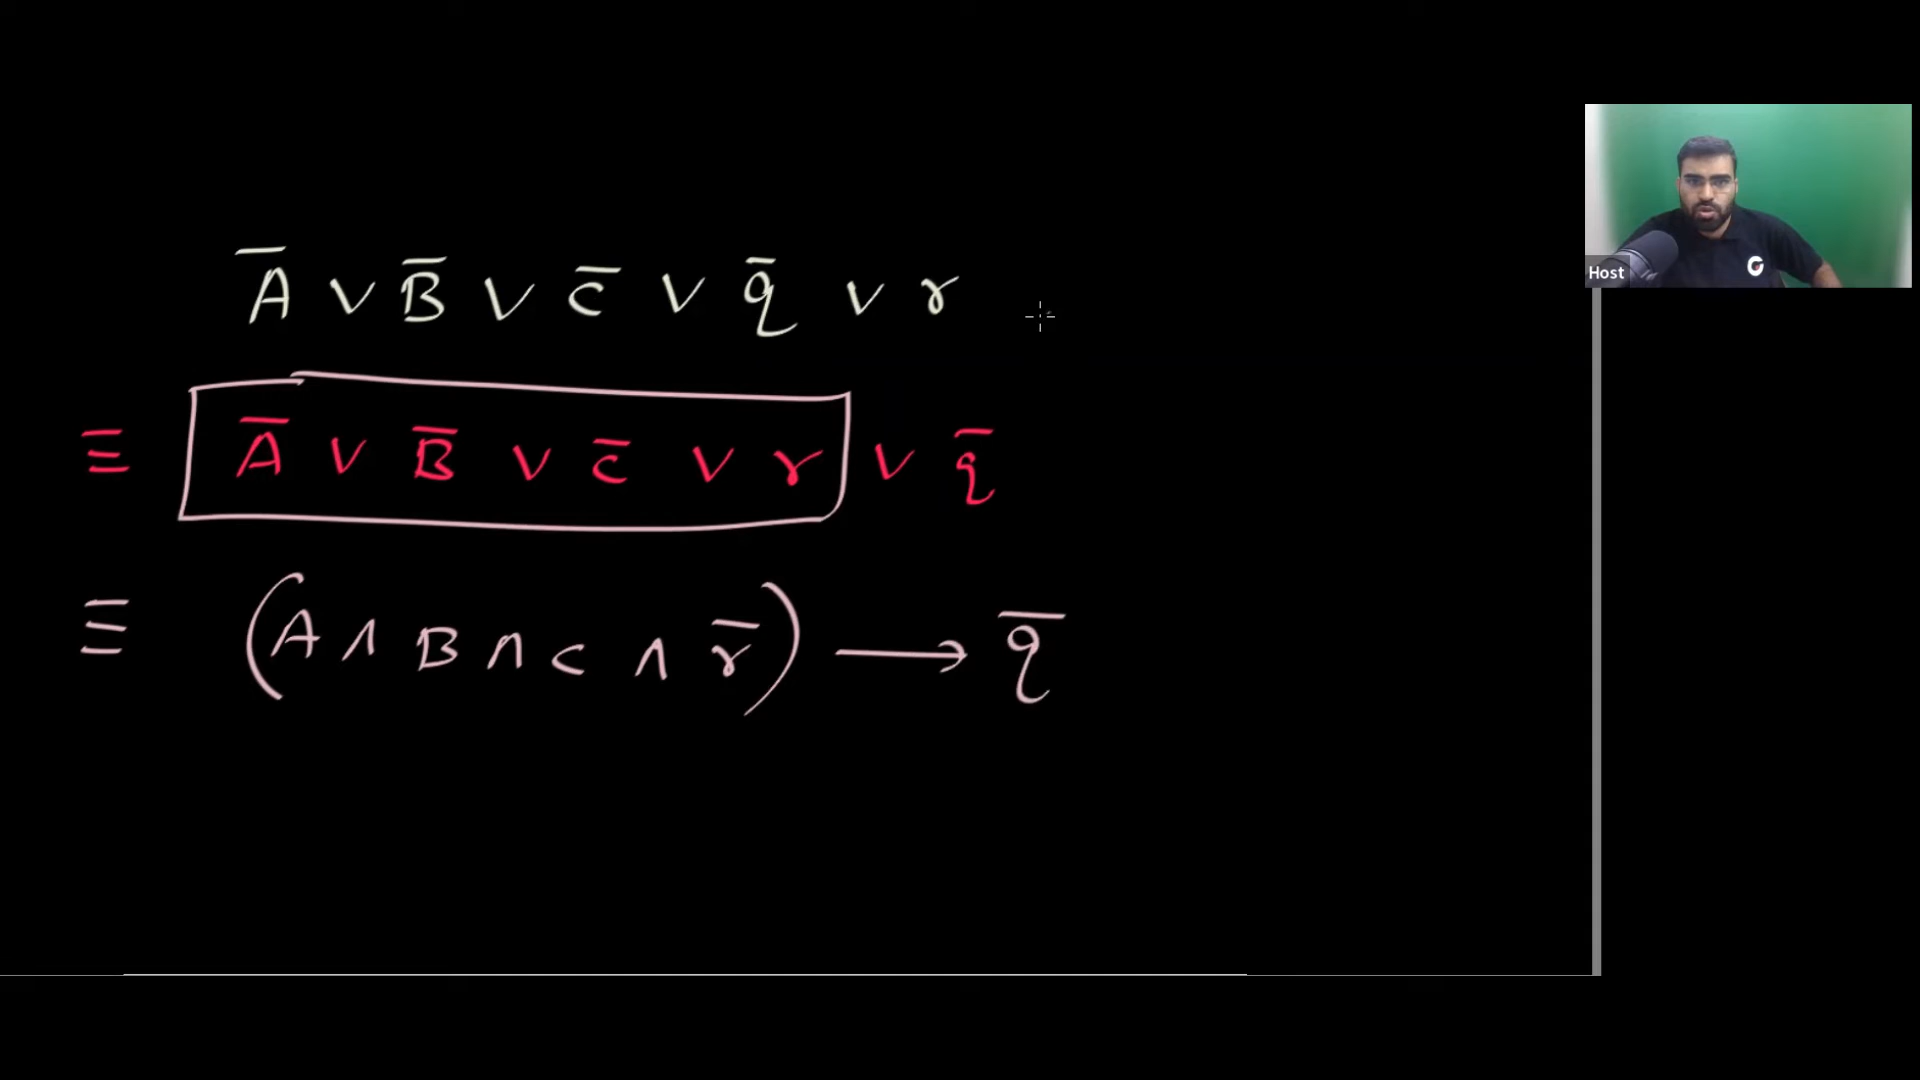 A̅ ∨ B̅ ∨ c̅ ∨ q̅ ∨ r
≡ A̅ ∨ B̅ ∨ c̅ ∨ r ∨ q̅
≡ (A ∧ B ∧ c ∧ r̅) → q̅
Host